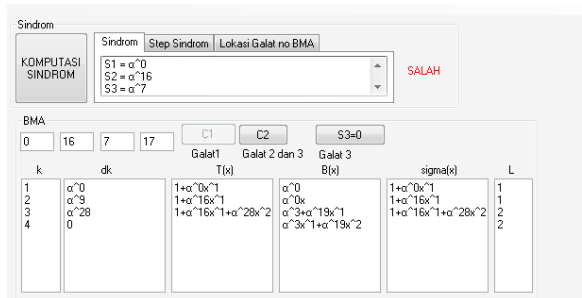 Sindrom
Sindrom Step Sindrom Lokasi Galat no BMA
KOMPUTASI
SINDROM
S1 = α^0
S2 = α^16
S3 = α^7
SALAH
BMA
0 16 7 17 C1 C2 S3=0
Galat1 Galat 2 dan 3 Galat 3
k dk T(x) B(x) sigma(x) L
1 α^0 1+α^0x^1 α^0 1+α^0x^1 1
2 α^9 1+α^16x^1 α^0x 1+α^16x^1 1
3 α^28 1+α^16x^1+α^28x^2 α^3+α^19x^1 1+α^16x^1+α^28x^2 2
4 0 α^3x^1+α^19x^2 2